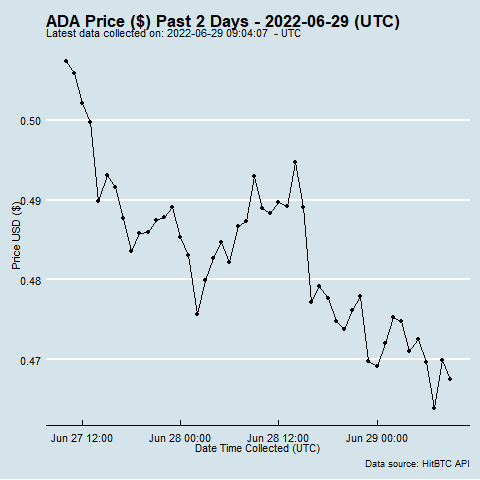 ADA Price ($) Past 2 Days - 2022-06-29 (UTC)
Latest data collected on: 2022-06-29 09:04:07 - UTC
Price USD ($)
0.50
0.49
0.48
0.47
Jun 27 12:00
Jun 28 00:00
Jun 28 12:00
Jun 29 00:00
Date Time Collected (UTC)
Data source: HitBTC API